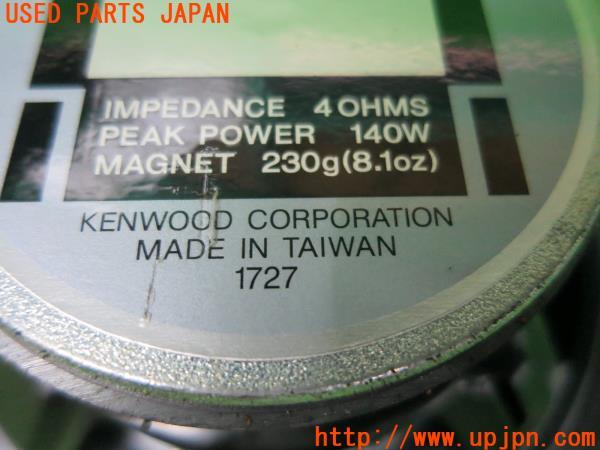 USED PARTS JAPAN
IMPEDANCE 4 OHMS
PEAK POWER 140W
MAGNET 230g(8.1oz)
KENWOOD CORPORATION
MADE IN TAIWAN
1727
http://www.upjpn.com/